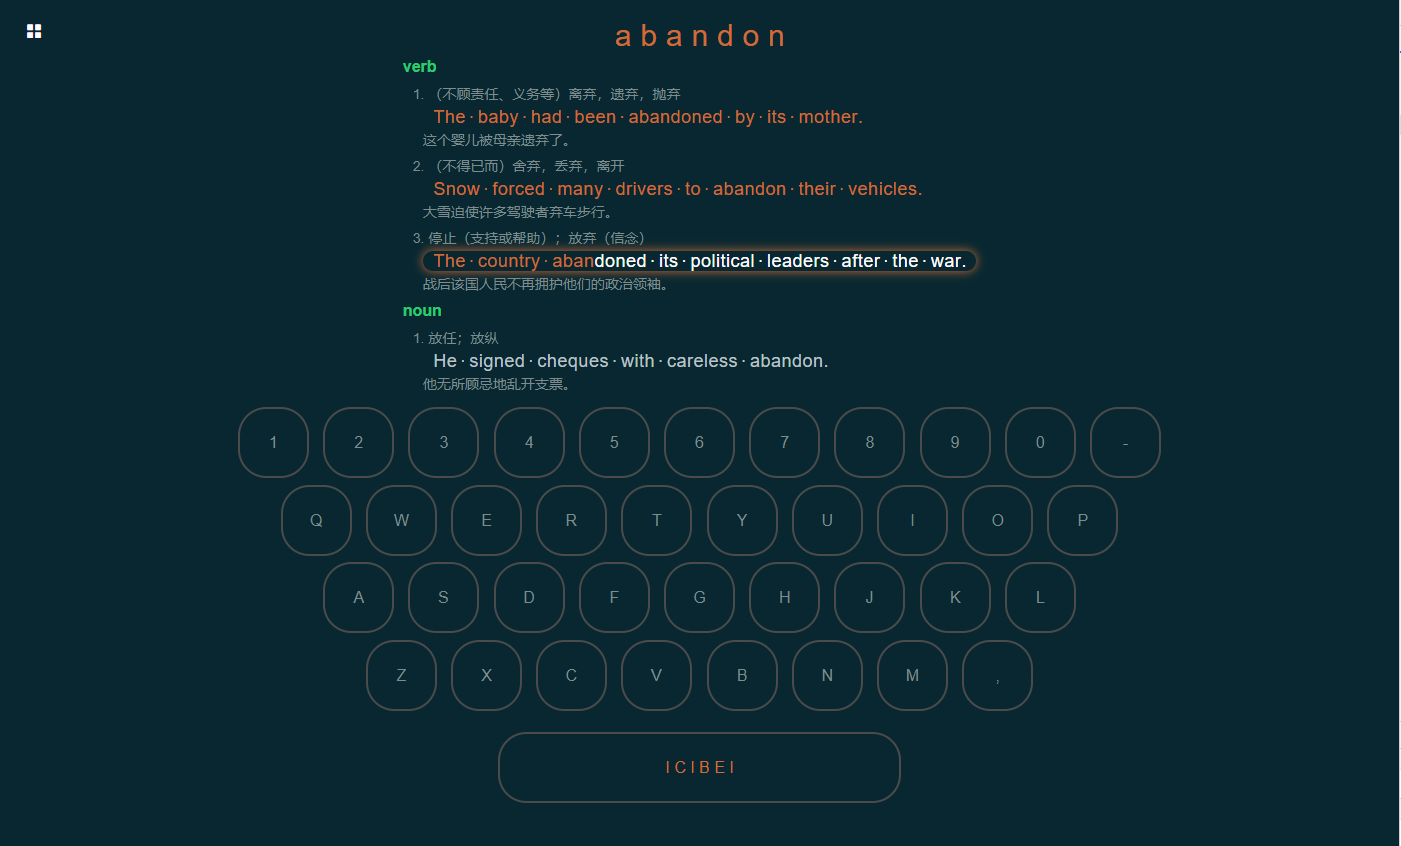 abandon
verb
1. （不顾责任、义务等）离弃，遗弃，抛弃
The · baby · had · been · abandoned · by · its · mother.
这个婴儿被母亲遗弃了。
2. （不得已而）舍弃，丢弃，离开
Snow · forced · many · drivers · to · abandon · their · vehicles.
大雪迫使许多驾驶者弃车步行。
3. 停止（支持或帮助）；放弃（信念）
The · country · abandoned · its · political · leaders · after · the · war.
战后该国人民不再拥护他们的政治领袖。
noun
1. 放任；放纵
He · signed · cheques · with · careless · abandon.
他无所顾忌地乱开支票。
1 2 3 4 5 6 7 8 9 0 -
Q W E R T Y U I O P
A S D F G H J K L
Z X C V B N M ,
ICIBEI